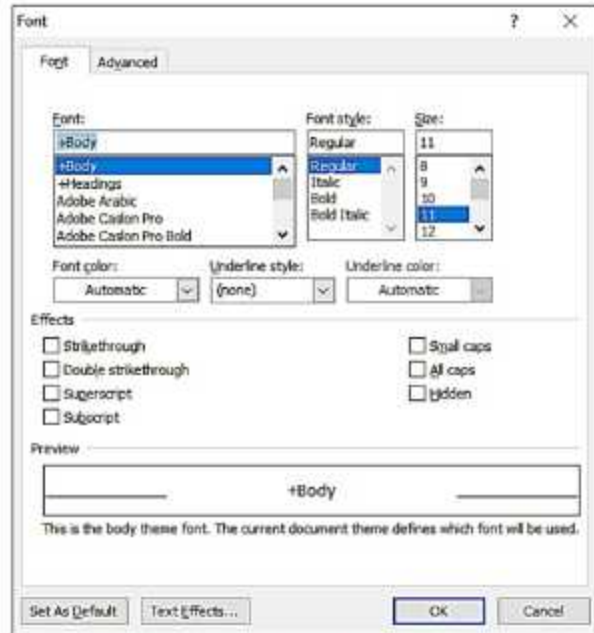 Font ?
Font Advanced
Font: Font style: Size:
+Body Regular 11
+Body Regular 8
+Headings Italic 9
Adobe Arabic Bold 10
Adobe Caslon Pro Bold Italic 11
Adobe Caslon Pro Bold 12
Font color: Underline style: Underline color:
Automatic (none) Automatic
Effects
Strikethrough Small caps
Double strikethrough All caps
Superscript Hidden
Subscript
Preview
+Body
This is the body theme font. The current document theme defines which font will be used.
Set As Default Text Effects... OK Cancel